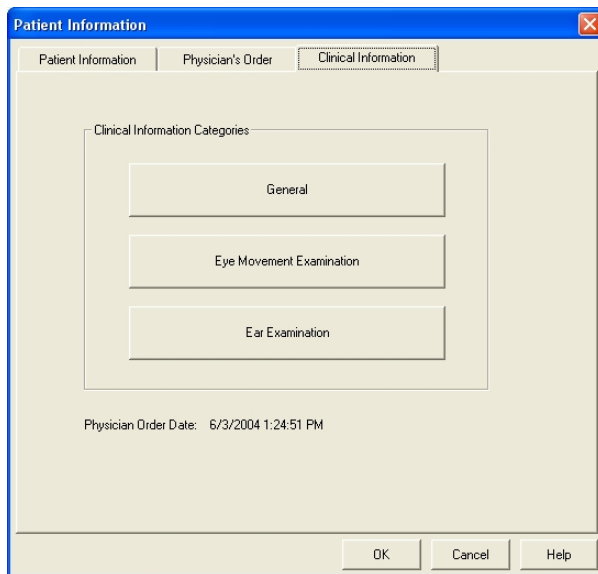 Patient Information
Patient Information Physician's Order Clinical Information
Clinical Information Categories
General
Eye Movement Examination
Ear Examination
Physician Order Date: 6/3/2004 1:24:51 PM
OK Cancel Help